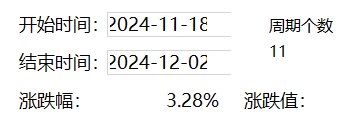 开始时间：2024-11-18 周期个数
11
结束时间：2024-12-02
涨跌幅： 3.28% 涨跌值：